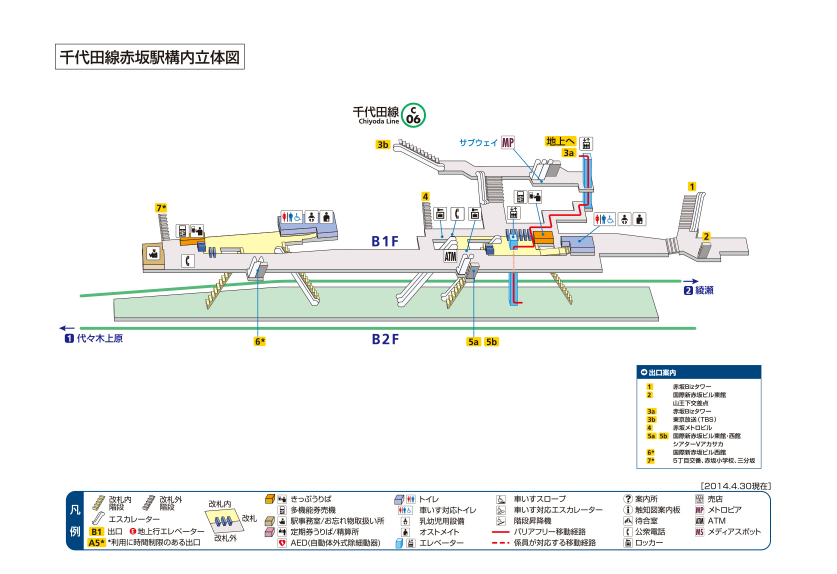 千代田線赤坂駅構内立体図
千代田線
Chiyoda Line
C
06
3b
サブウェイ MP
地上へ
3a
7*
4
1
2
B1F
ATM
2 綾瀬
1 代々木上原
6*
B2F
5a 5b
出口案内
1 赤坂Bizタワー
2 国際新赤坂ビル東館
山王下交差点
3a 赤坂Bizタワー
3b 東京放送(TBS)
4 赤坂メトロビル
5a 5b 国際新赤坂ビル東館・西館
シアターVアカサカ
6* 国際新赤坂ビル西館
7* 5丁目交番、赤坂小学校、三分坂
[2014.4.30現在]
凡例
改札内階段
改札外階段
エスカレーター
B1 出口 E 地上行エレベーター
A5* *利用に時間制限のある出口
改札内
改札
改札外
きっぷうりば
多機能券売機
駅事務室/お忘れ物取扱い所
定期券うりば/精算所
AED(自動体外式除細動器)
トイレ
車いす対応トイレ
乳幼児用設備
オストメイト
エレベーター
車いすスロープ
車いす対応エスカレーター
階段昇降機
バリアフリー移動経路
係員が対応する移動経路
? 案内所
触知図案内板
待合室
公衆電話
ロッカー
売店
MP メトロピア
ATM ATM
MS メディアスポット